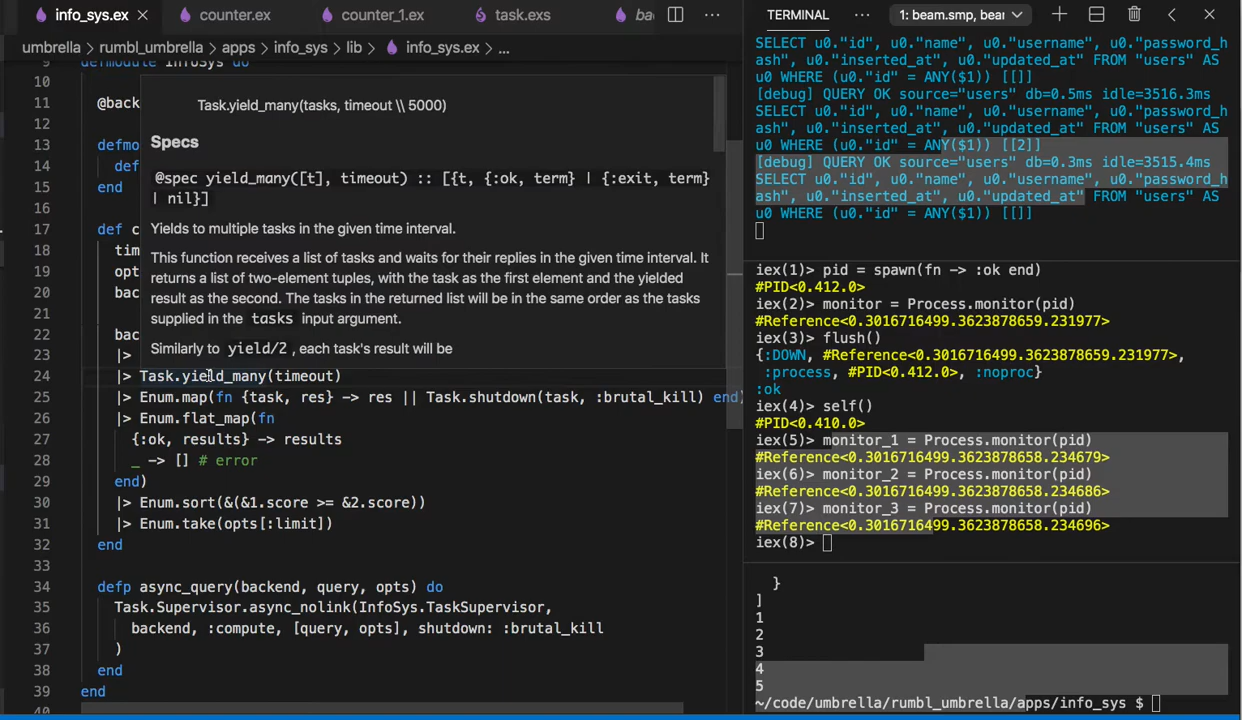 info_sys.ex
counter.ex
counter_1.ex
task.exs
umbrella › rumbl_umbrella › apps › info_sys › lib › info_sys.ex › ...
9 defmodule InfoSys do
10
11 @back
12
13 defmo
14 def
15 end
16
17 def c
18 tim
19 opt
20 bac
21
22 bac
23 |>
24 |> Task.yield_many(timeout)
25 |> Enum.map(fn {task, res} -> res || Task.shutdown(task, :brutal_kill) end)
26 |> Enum.flat_map(fn
27 {:ok, results} -> results
28 _ -> [] # error
29 end)
30 |> Enum.sort(&(&1.score >= &2.score))
31 |> Enum.take(opts[:limit])
32 end
33
34 defp async_query(backend, query, opts) do
35 Task.Supervisor.async_nolink(InfoSys.TaskSupervisor,
36 backend, :compute, [query, opts], shutdown: :brutal_kill
37 )
38 end
39 end
40
Task.yield_many(tasks, timeout \\ 5000)
Specs
@spec yield_many([t], timeout) :: [{t, {:ok, term} | {:exit, term}
| nil}]
Yields to multiple tasks in the given time interval.
This function receives a list of tasks and waits for their replies in the given time interval. It
returns a list of two-element tuples, with the task as the first element and the yielded
result as the second. The tasks in the returned list will be in the same order as the tasks
supplied in the tasks input argument.
Similarly to yield/2, each task's result will be
TERMINAL ... 1: beam.smp, bear
SELECT u0."id", u0."name", u0."username", u0."password_h
ash", u0."inserted_at", u0."updated_at" FROM "users" AS
u0 WHERE (u0."id" = ANY($1)) [[]]
[debug] QUERY OK source="users" db=0.5ms idle=3516.3ms
SELECT u0."id", u0."name", u0."username", u0."password_h
ash", u0."inserted_at", u0."updated_at" FROM "users" AS
u0 WHERE (u0."id" = ANY($1)) [[2]]
[debug] QUERY OK source="users" db=0.3ms idle=3515.4ms
SELECT u0."id", u0."name", u0."username", u0."password_h
ash", u0."inserted_at", u0."updated_at" FROM "users" AS
u0 WHERE (u0."id" = ANY($1)) [[]]
iex(1)> pid = spawn(fn -> :ok end)
#PID<0.412.0>
iex(2)> monitor = Process.monitor(pid)
#Reference<0.3016716499.3623878658.231977>
iex(3)> flush()
{:DOWN, #Reference<0.3016716499.3623878658.231977>,
:process, #PID<0.412.0>, :noproc}
:ok
iex(4)> self()
#PID<0.410.0>
iex(5)> monitor_1 = Process.monitor(pid)
#Reference<0.3016716499.3623878658.234679>
iex(6)> monitor_2 = Process.monitor(pid)
#Reference<0.3016716499.3623878658.234686>
iex(7)> monitor_3 = Process.monitor(pid)
#Reference<0.3016716499.3623878658.234696>
iex(8)>
}
]
1
2
3
4
5
~/code/umbrella/rumbl_umbrella/apps/info_sys $